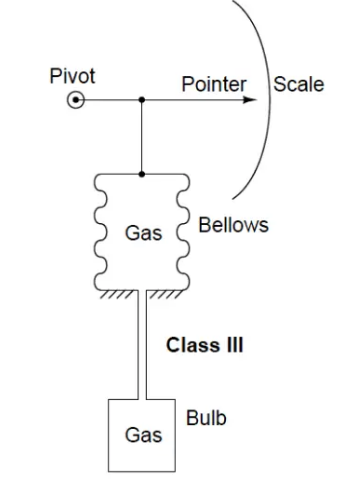 Pivot
Pointer
Scale
Gas
Bellows
Class III
Bulb
Gas